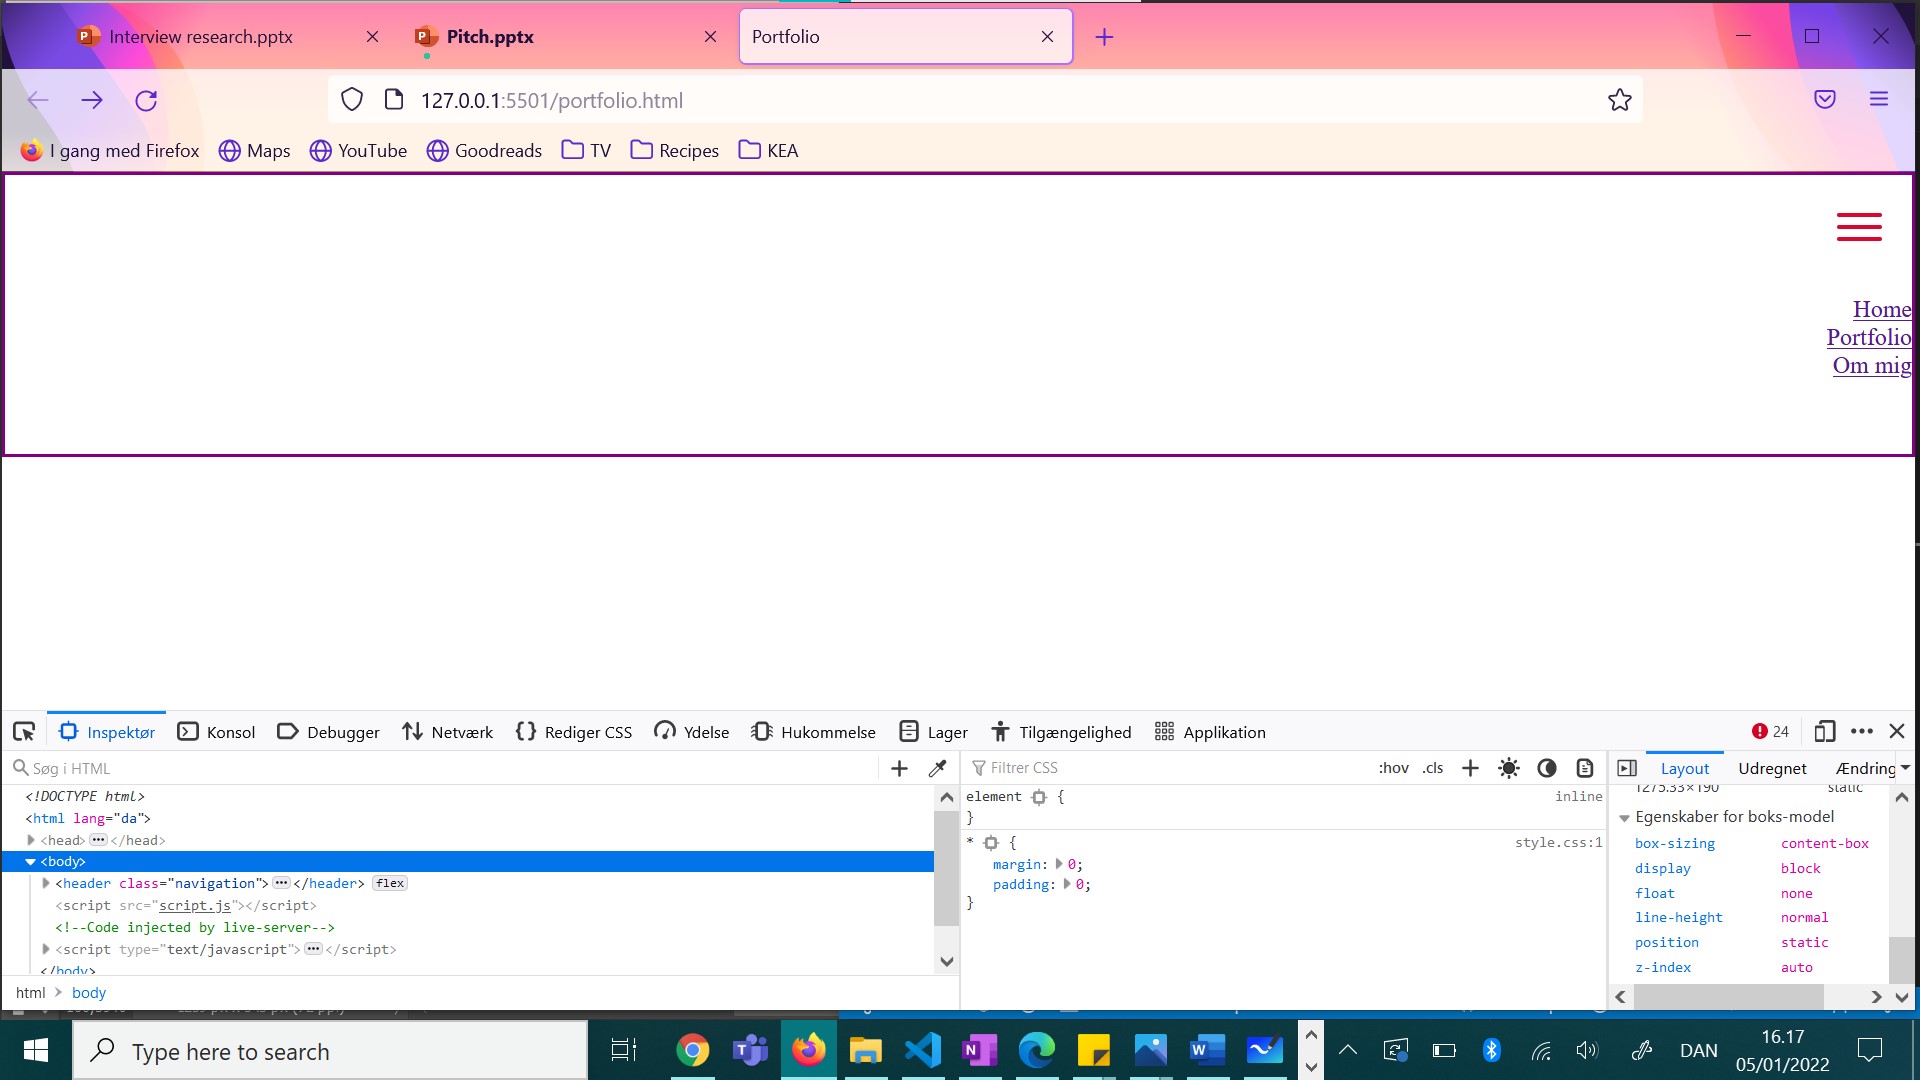 Interview research.pptx Pitch.pptx Portfolio
127.0.0.1:5501/portfolio.html
I gang med Firefox Maps YouTube Goodreads TV Recipes KEA
Home
Portfolio
Om mig
Inspektør Konsol Debugger Netværk Rediger CSS Ydelse Hukommelse Lager Tilgængelighed Applikation 24
Søg i HTML Filtrer CSS :hov .cls Layout Udregnet Ændring
<!DOCTYPE html> element { inline 1275.33×190 static
<html lang="da"> } Egenskaber for boks-model
<head> ••• </head> * { style.css:1 box-sizing content-box
<body> margin: 0; display block
<header class="navigation"> ••• </header> flex padding: 0; float none
<script src="script.js"></script> } line-height normal
<!--Code injected by live-server--> position static
<script type="text/javascript"> ••• </script> z-index auto
</body>
html > body
Type here to search DAN 16.17
05/01/2022